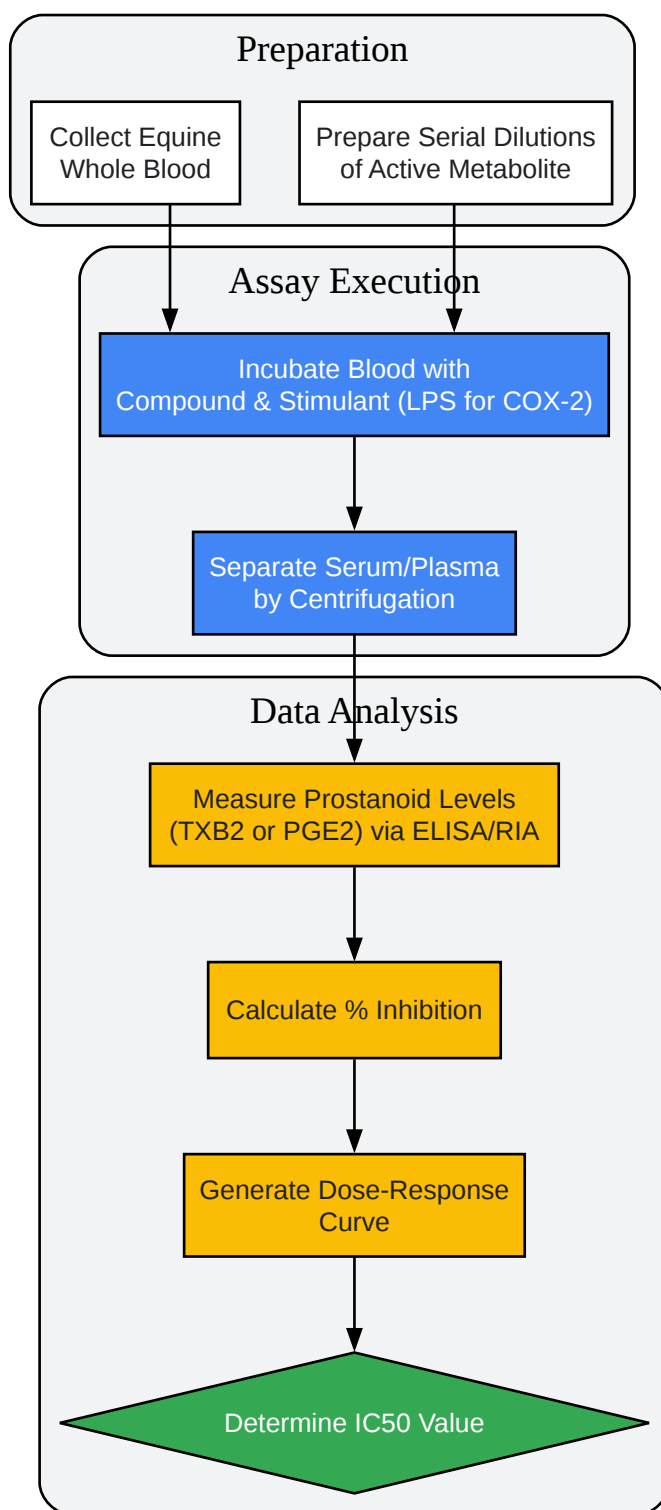 Preparation
Collect Equine
Whole Blood
Prepare Serial Dilutions
of Active Metabolite
Assay Execution
Incubate Blood with
Compound & Stimulant (LPS for COX-2)
Separate Serum/Plasma
by Centrifugation
Data Analysis
Measure Prostanoid Levels
(TXB2 or PGE2) via ELISA/RIA
Calculate % Inhibition
Generate Dose-Response
Curve
Determine IC50 Value